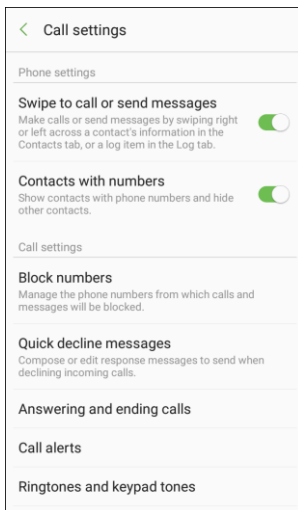 Call settings
Phone settings
Swipe to call or send messages
Make calls or send messages by swiping right
or left across a contact's information in the
Contacts tab, or a log item in the Log tab.
Contacts with numbers
Show contacts with phone numbers and hide
other contacts.
Call settings
Block numbers
Manage the phone numbers from which calls and
messages will be blocked.
Quick decline messages
Compose or edit response messages to send when
declining incoming calls.
Answering and ending calls
Call alerts
Ringtones and keypad tones